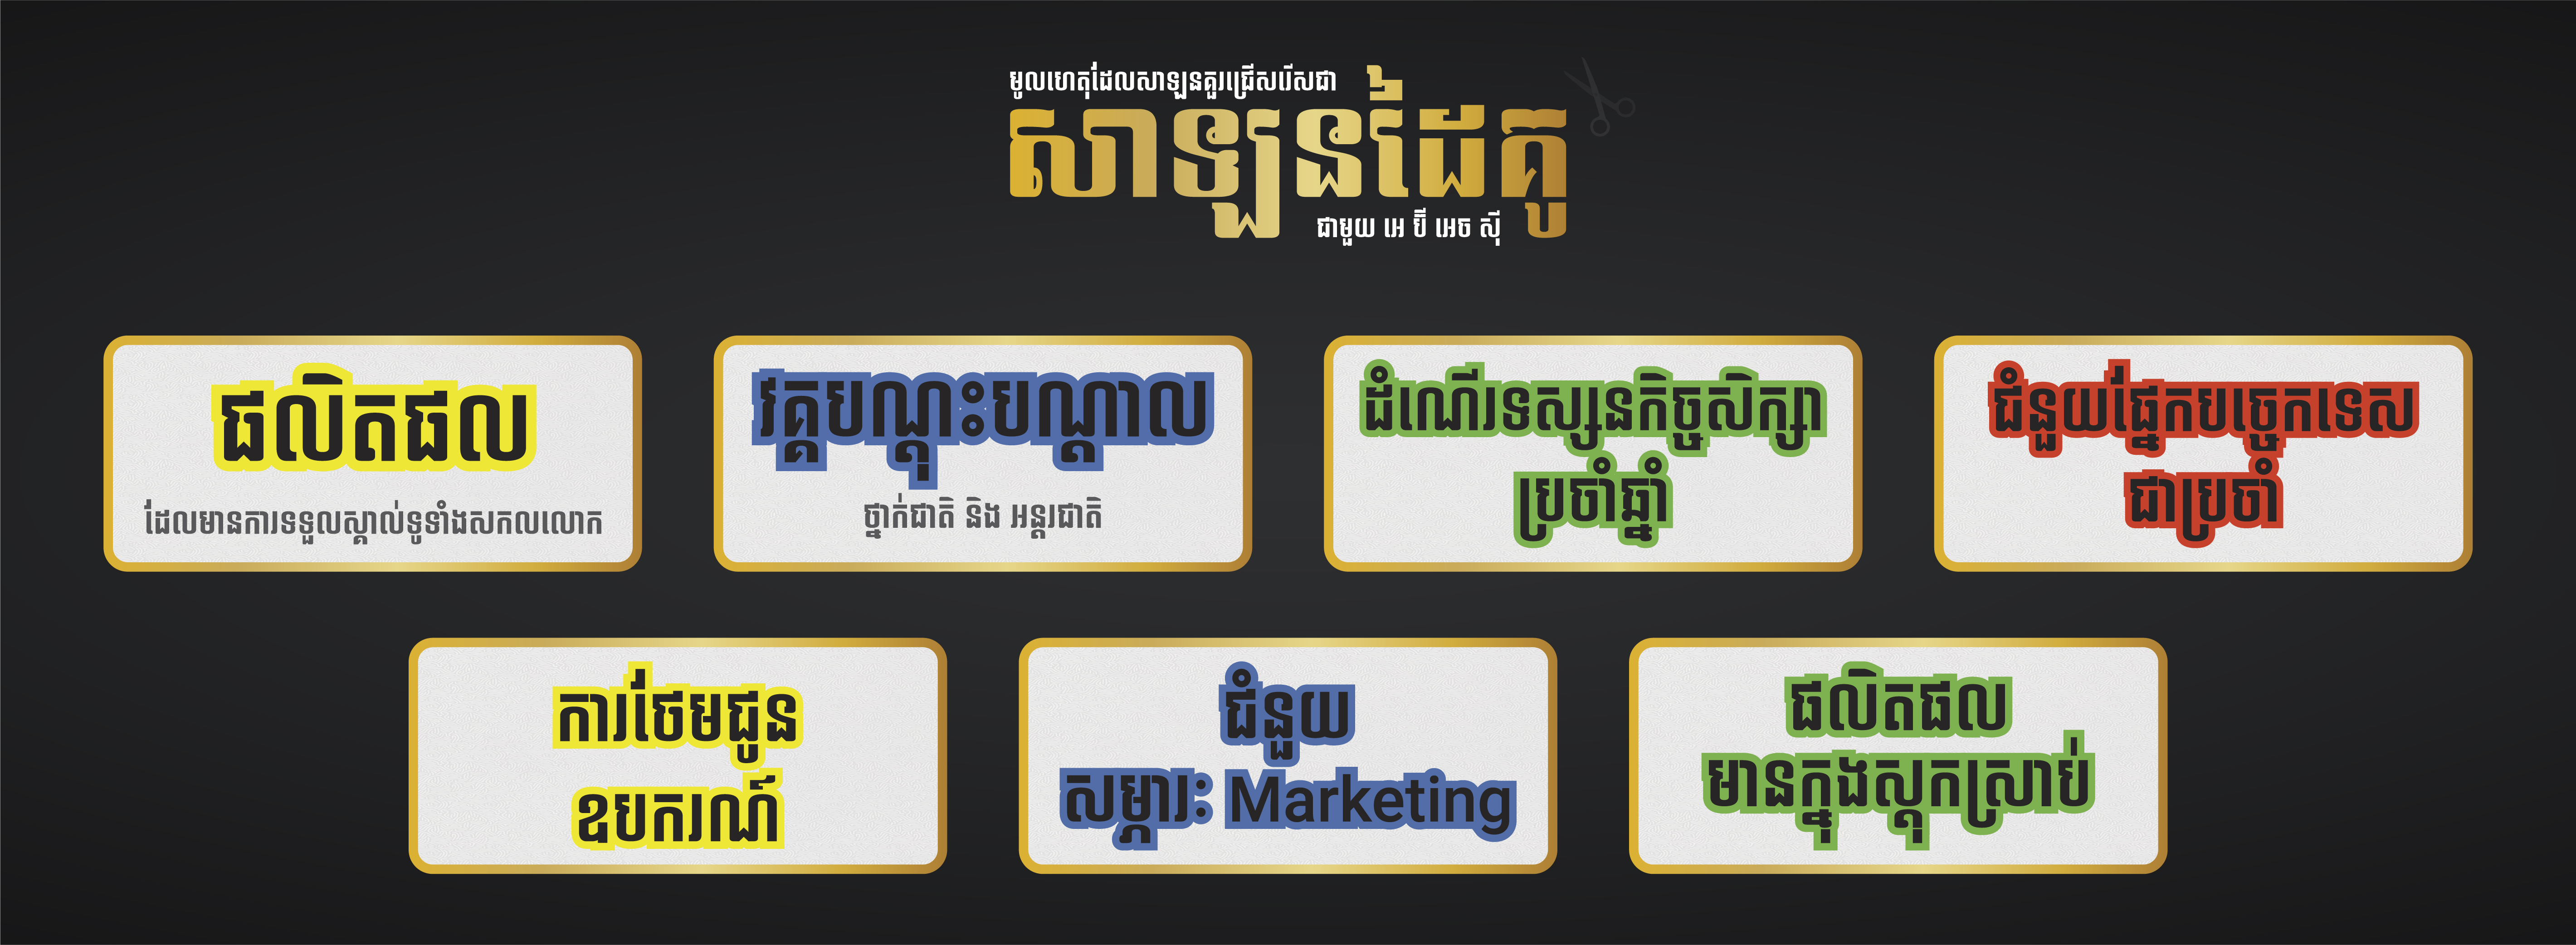 មូលហេតុដែលសាឡនគួរជ្រើសរើសជា
សាឡនដៃគូ
ជាមួយ អេ ប៊ី អេច ស៊ី
ផលិតផល
ដែលមានការទទួលស្គាល់ទូទាំងសកលលោក
វគ្គបណ្តុះបណ្តាល
ថ្នាក់ជាតិ និង អន្តរជាតិ
ដំណើរទស្សនកិច្ចសិក្សា
ប្រចាំឆ្នាំ
ជំនួយផ្នែកបច្ចេកទេស
ជាប្រចាំ
ការថែមជូន
ឧបករណ៍
ជំនួយ
សម្ភារៈ Marketing
ផលិតផល
មានក្នុងស្តុកស្រាប់